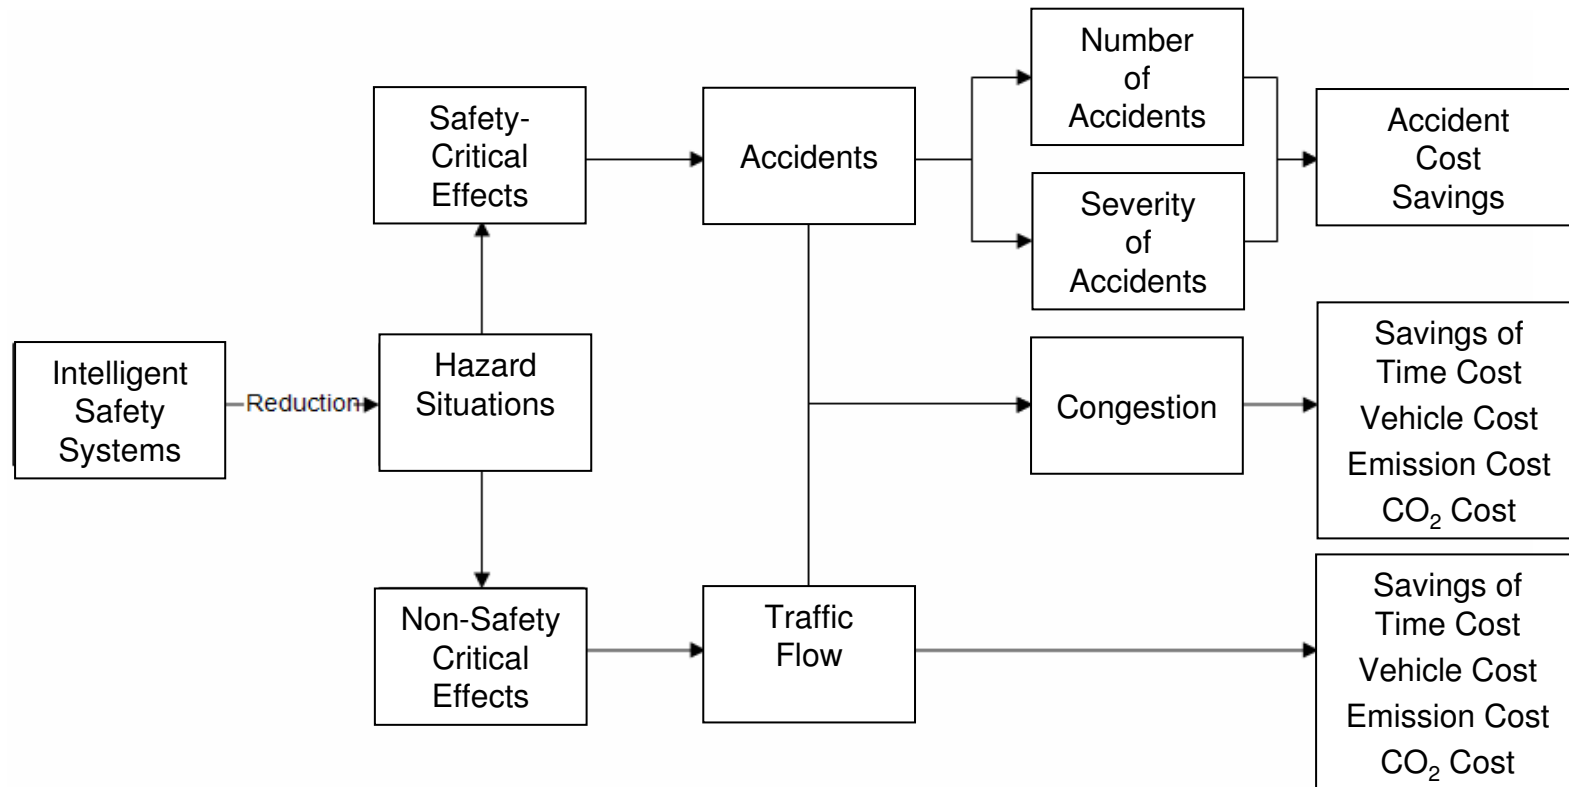 Number
of
Accidents
Safety-
Critical
Effects
Accidents
Accident
Cost
Savings
Severity
of
Accidents
Intelligent
Safety
Systems
Reduction
Hazard
Situations
Congestion
Savings of
Time Cost
Vehicle Cost
Emission Cost
CO₂ Cost
Non-Safety
Critical
Effects
Traffic
Flow
Savings of
Time Cost
Vehicle Cost
Emission Cost
CO₂ Cost